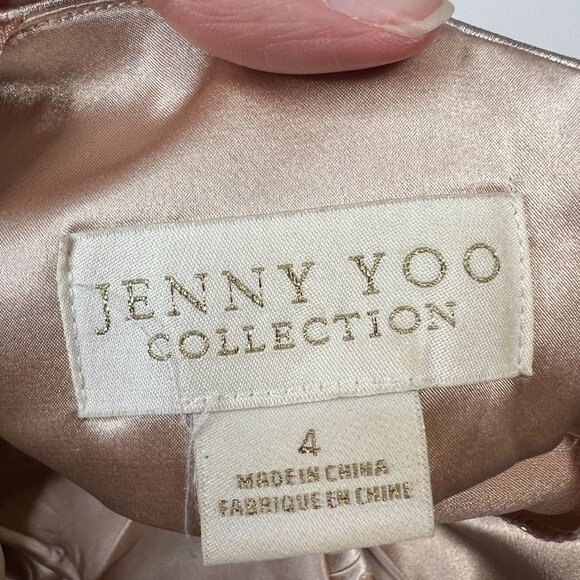 JENNY YOO
COLLECTION
4
MADE IN CHINA
FABRIQUE EN CHINE